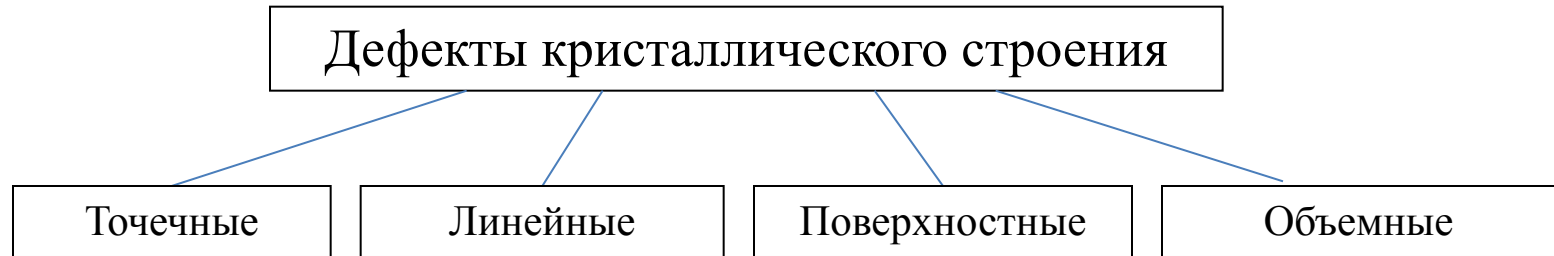 Дефекты кристаллического строения
Точечные Линейные Поверхностные Объемные